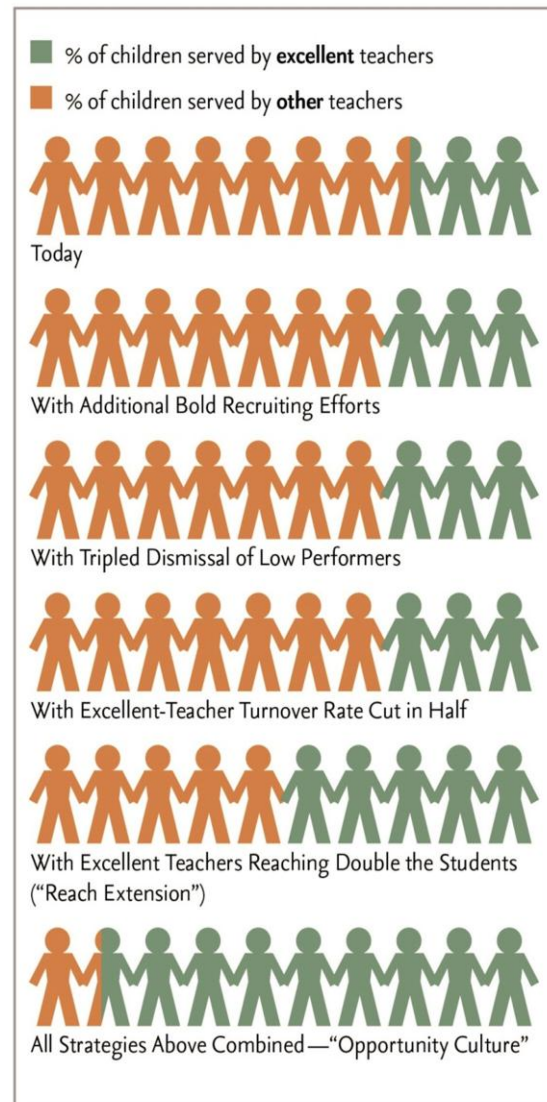 % of children served by excellent teachers
% of children served by other teachers
Today
With Additional Bold Recruiting Efforts
With Tripled Dismissal of Low Performers
With Excellent-Teacher Turnover Rate Cut in Half
With Excellent Teachers Reaching Double the Students
(“Reach Extension”)
All Strategies Above Combined—“Opportunity Culture”